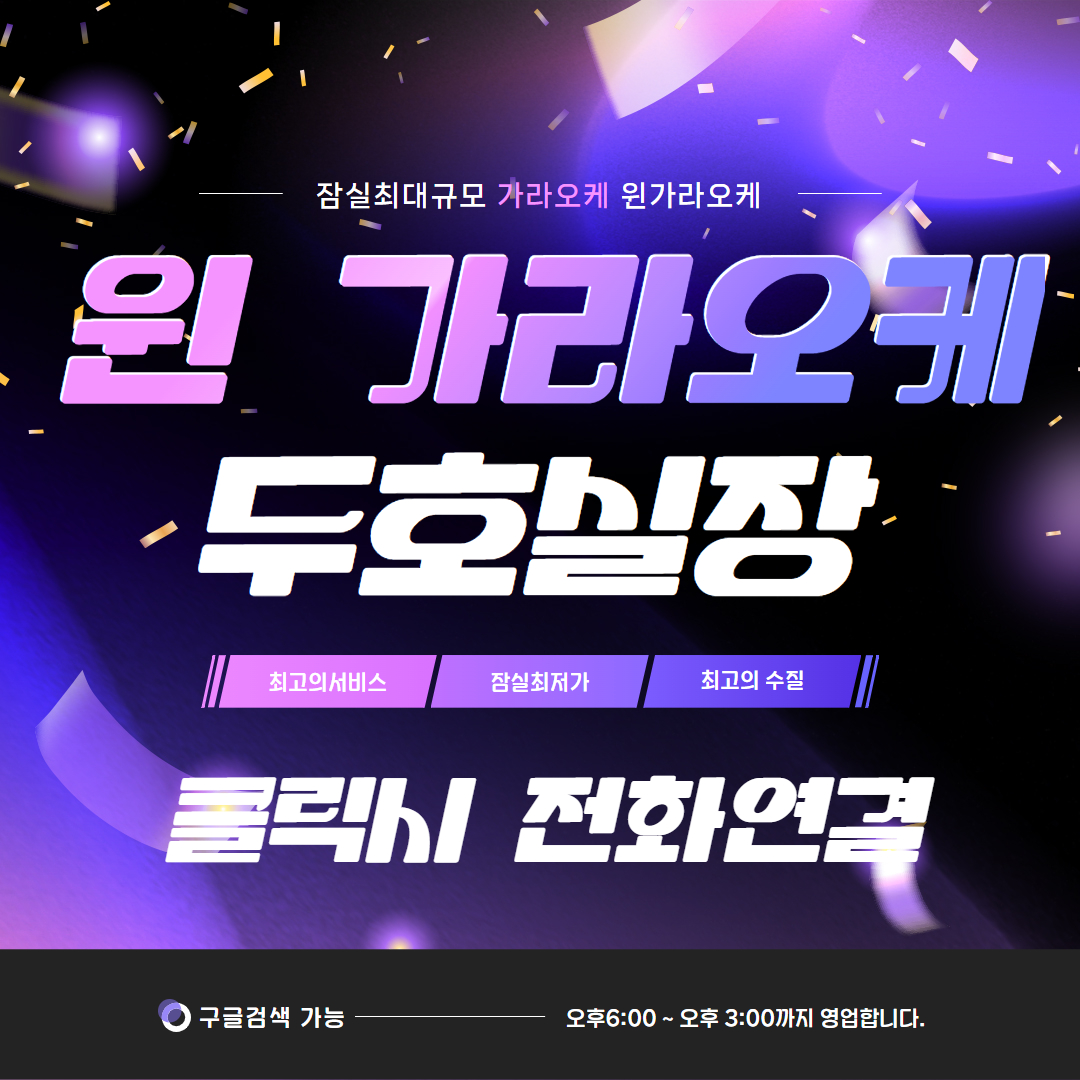 잠실최대규모 가라오케 윈가라오케
윈 가라오케
두호실장
최고의서비스 잠실최저가 최고의 수질
클릭시 전화연결
구글검색 가능 오후6:00 ~ 오후 3:00까지 영업합니다.